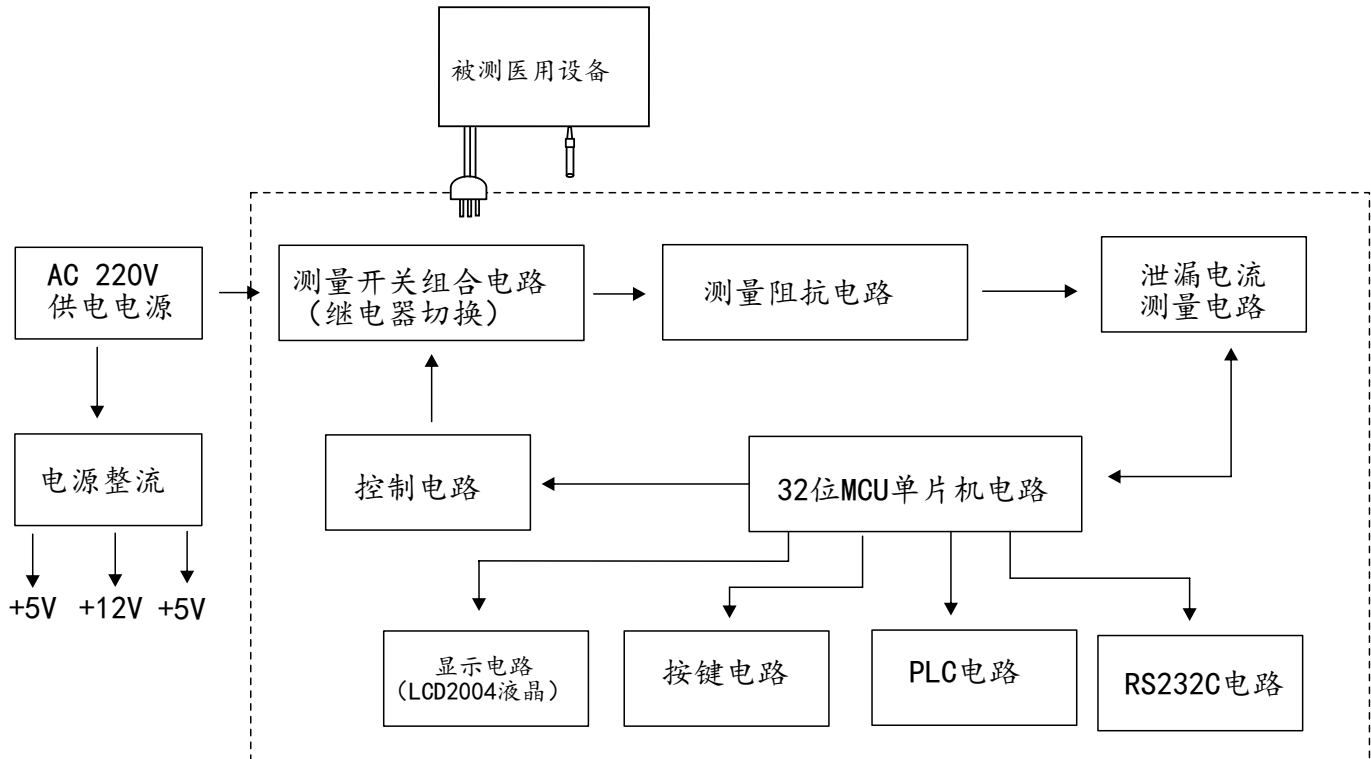 被测医用设备
AC 220V
供电电源
测量开关组合电路
（继电器切换）
测量阻抗电路
泄漏电流
测量电路
电源整流
控制电路
32位MCU单片机电路
+5V
+12V
+5V
显示电路
（LCD2004液晶）
按键电路
PLC电路
RS232C电路